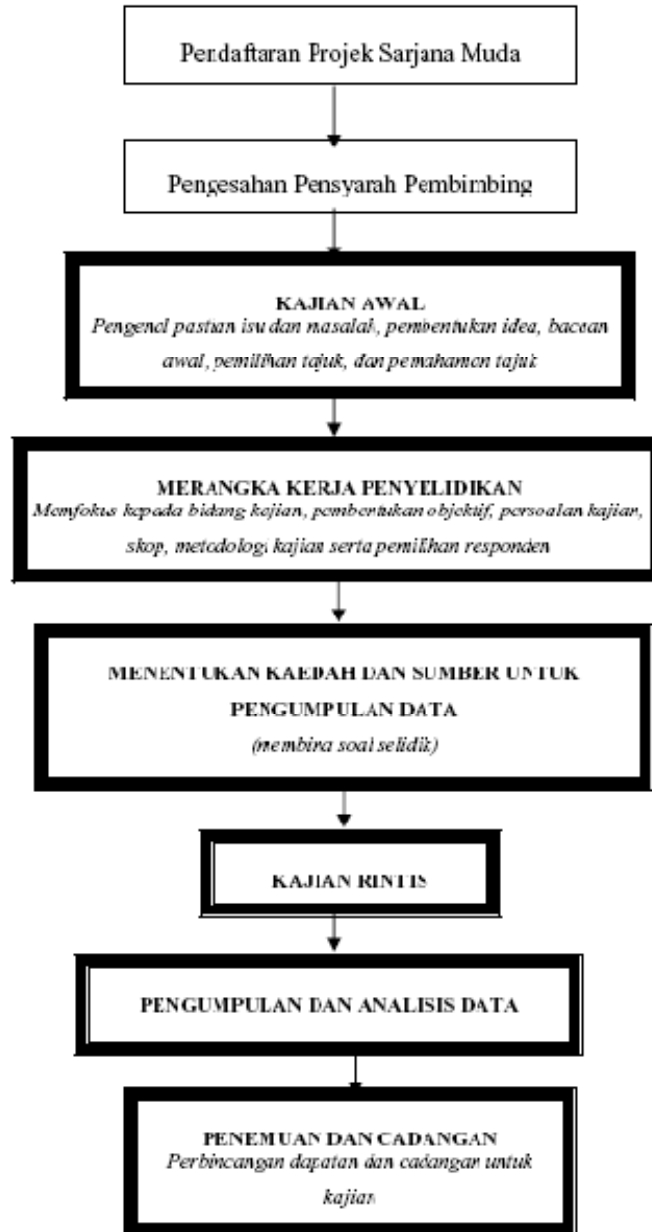 Pendaftaran Projek Sarjana Muda
Pengesahan Pensyarah Pembimbing
KAJIAN AWAL
Pengenal pastian isu dan masalah, pembentukan idea, bacaan
awal, pemilihan tajuk, dan pemahaman tajuk
MERANGKA KERJA PENYELIDIKAN
Memfokus kepada bidang kajian, pembentukan objektif, persoalan kajian,
skop, metodologi kajian serta pemilihan responden
MENENTUKAN KAEDAH DAN SUMBER UNTUK
PENGUMPULAN DATA
(membina soal selidik)
KAJIAN RINTIS
PENGUMPULAN DAN ANALISIS DATA
PENEMUAN DAN CADANGAN
Perbincangan dapatan dan cadangan untuk
kajian